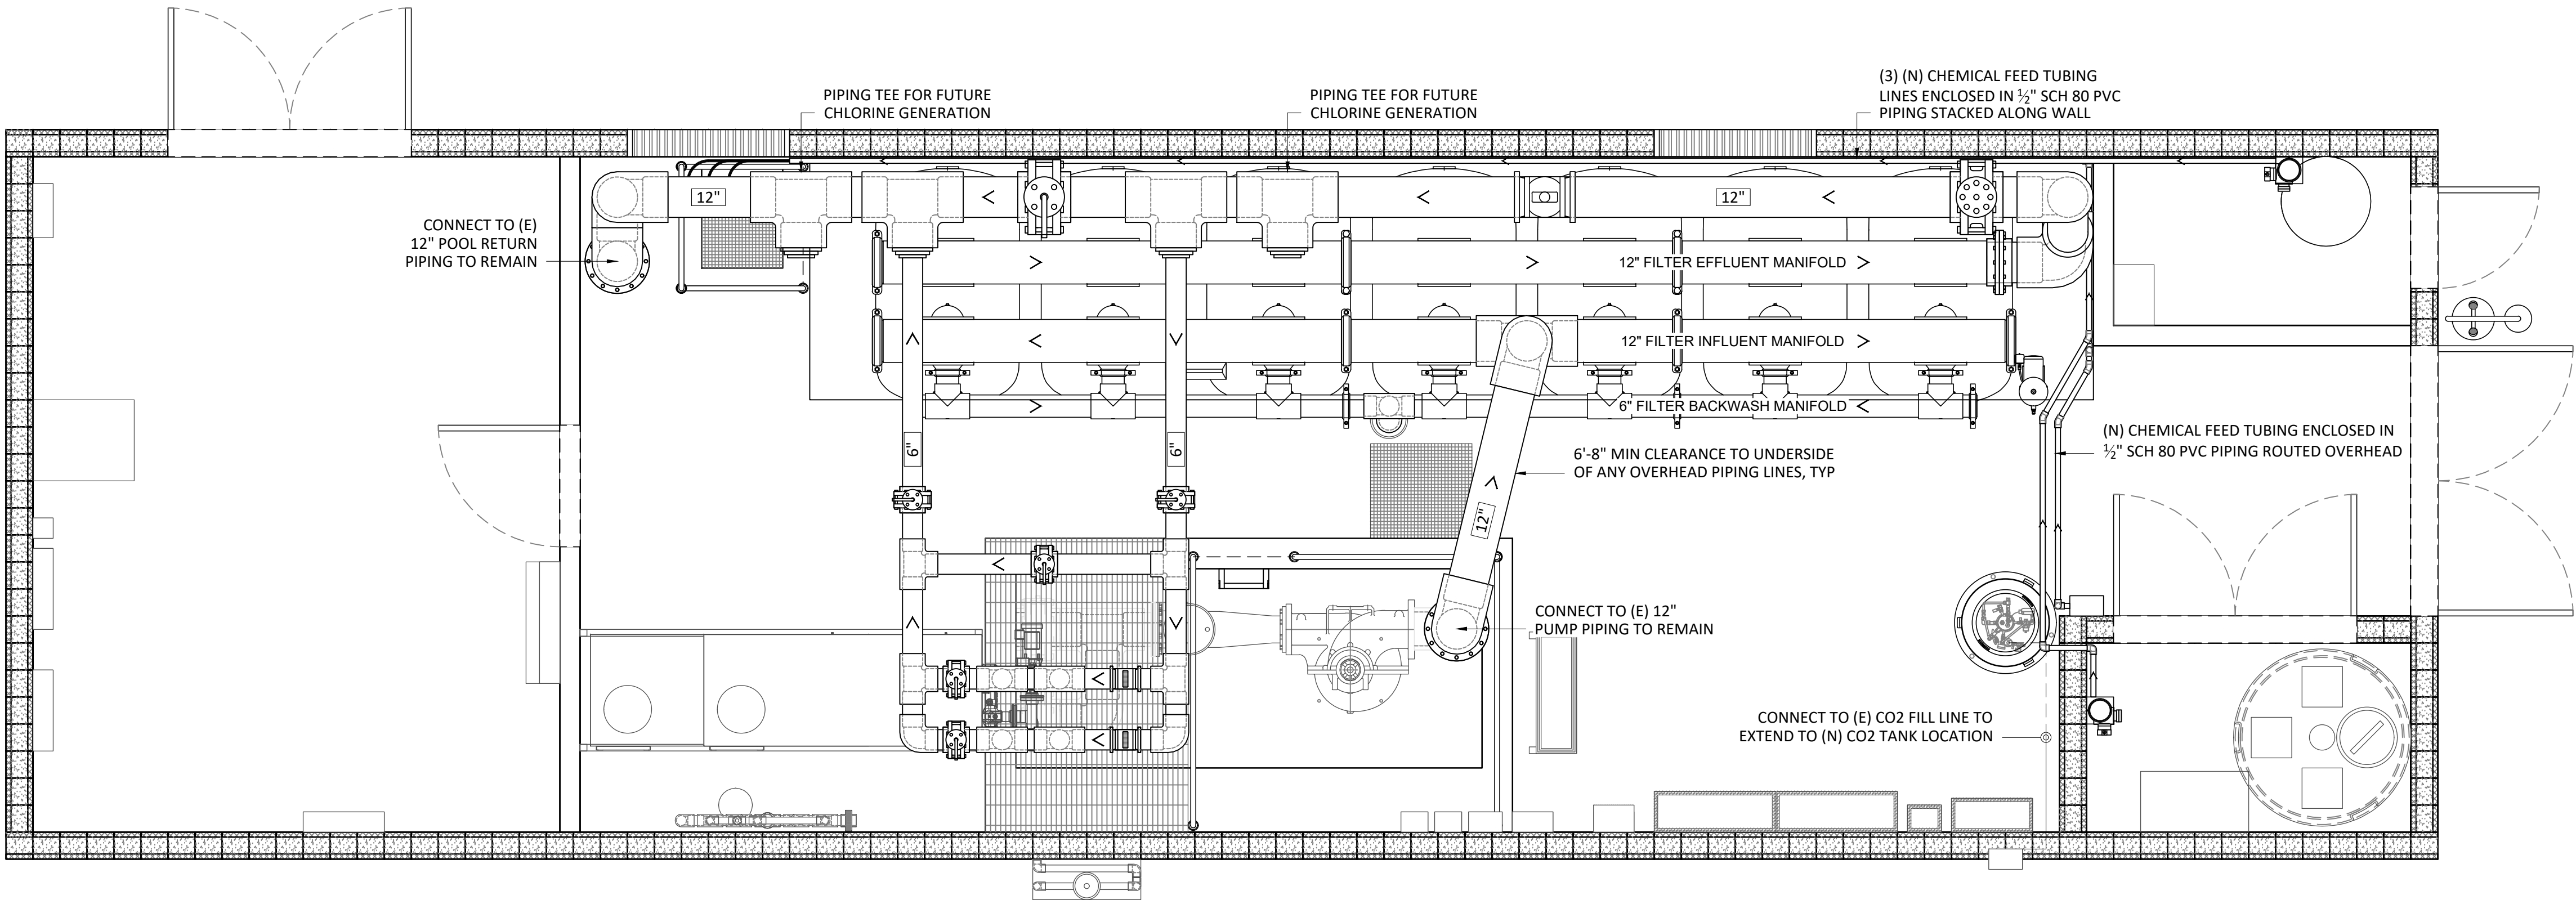 PIPING TEE FOR FUTURE
CHLORINE GENERATION
PIPING TEE FOR FUTURE
CHLORINE GENERATION
(3) (N) CHEMICAL FEED TUBING
LINES ENCLOSED IN ½" SCH 80 PVC
PIPING STACKED ALONG WALL
12"
12"
CONNECT TO (E)
12" POOL RETURN
PIPING TO REMAIN
12" FILTER EFFLUENT MANIFOLD
12" FILTER INFLUENT MANIFOLD
6" FILTER BACKWASH MANIFOLD
6"
6"
6'-8" MIN CLEARANCE TO UNDERSIDE
OF ANY OVERHEAD PIPING LINES, TYP
(N) CHEMICAL FEED TUBING ENCLOSED IN
½" SCH 80 PVC PIPING ROUTED OVERHEAD
12"
CONNECT TO (E) 12"
PUMP PIPING TO REMAIN
CONNECT TO (E) CO2 FILL LINE TO
EXTEND TO (N) CO2 TANK LOCATION